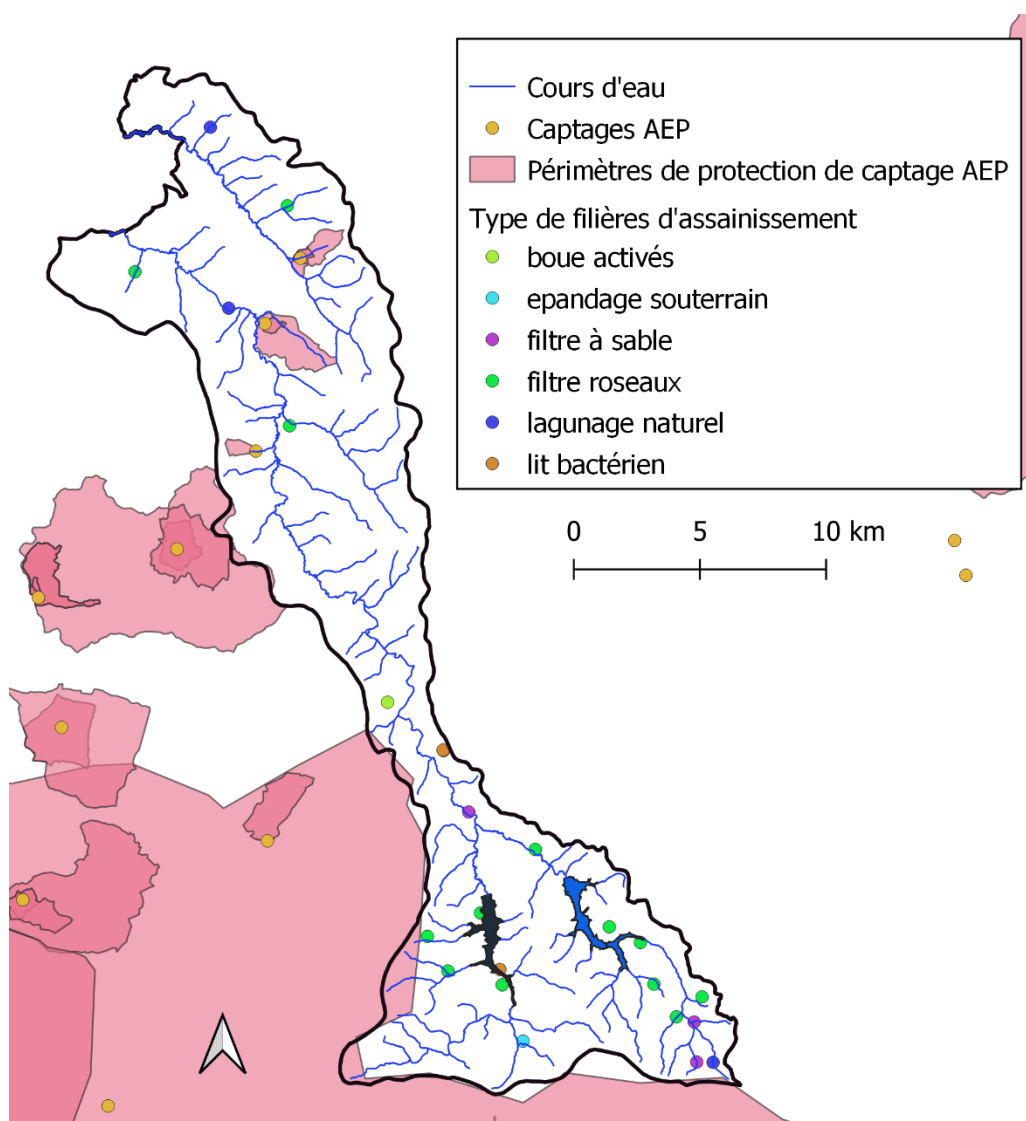 Cours d'eau
Captages AEP
Périmètres de protection de captage AEP
Type de filières d'assainissement
boue activés
epandage souterrain
filtre à sable
filtre roseaux
lagunage naturel
lit bactérien
0 5 10 km